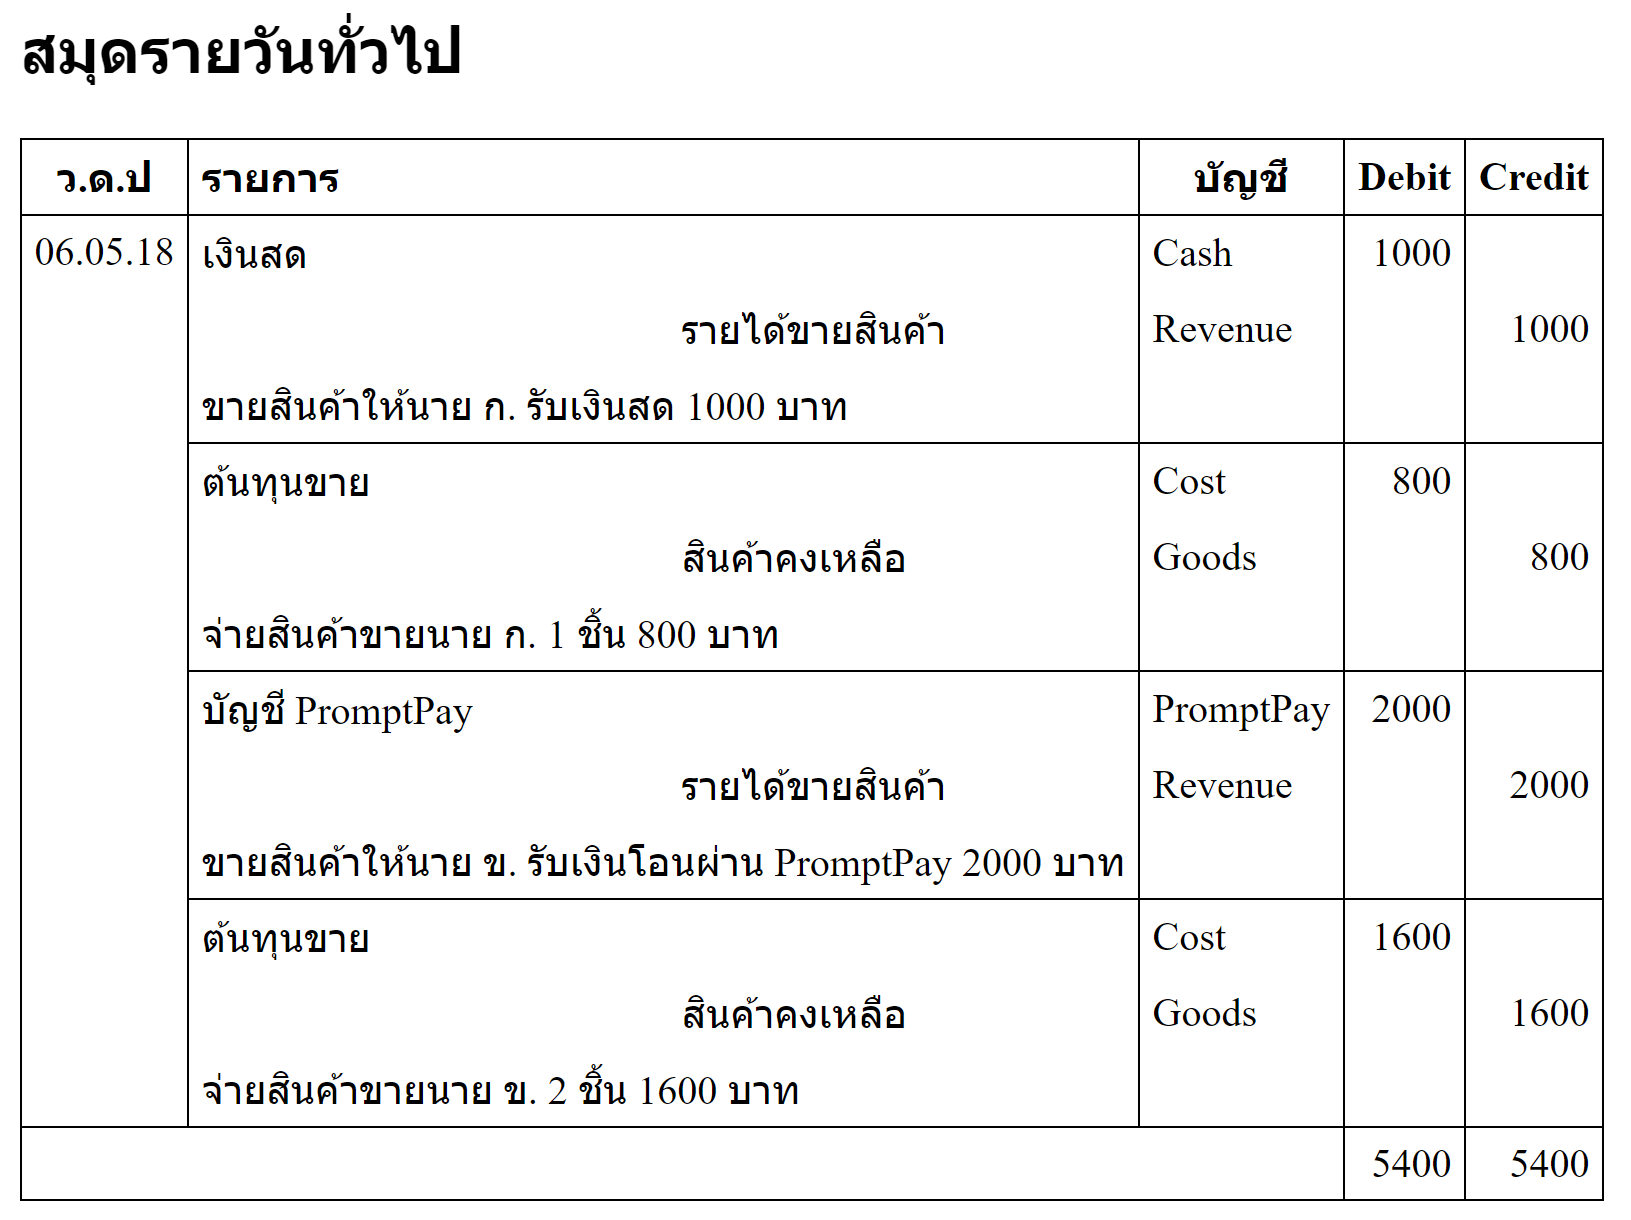 สมุดรายวันทั่วไป
ว.ด.ป รายการ บัญชี Debit Credit
06.05.18 เงินสด Cash 1000
รายได้ขายสินค้า Revenue 1000
ขายสินค้าให้นาย ก. รับเงินสด 1000 บาท
ต้นทุนขาย Cost 800
สินค้าคงเหลือ Goods 800
จ่ายสินค้าขายนาย ก. 1 ชิ้น 800 บาท
บัญชี PromptPay PromptPay 2000
รายได้ขายสินค้า Revenue 2000
ขายสินค้าให้นาย ข. รับเงินโอนผ่าน PromptPay 2000 บาท
ต้นทุนขาย Cost 1600
สินค้าคงเหลือ Goods 1600
จ่ายสินค้าขายนาย ข. 2 ชิ้น 1600 บาท
5400 5400